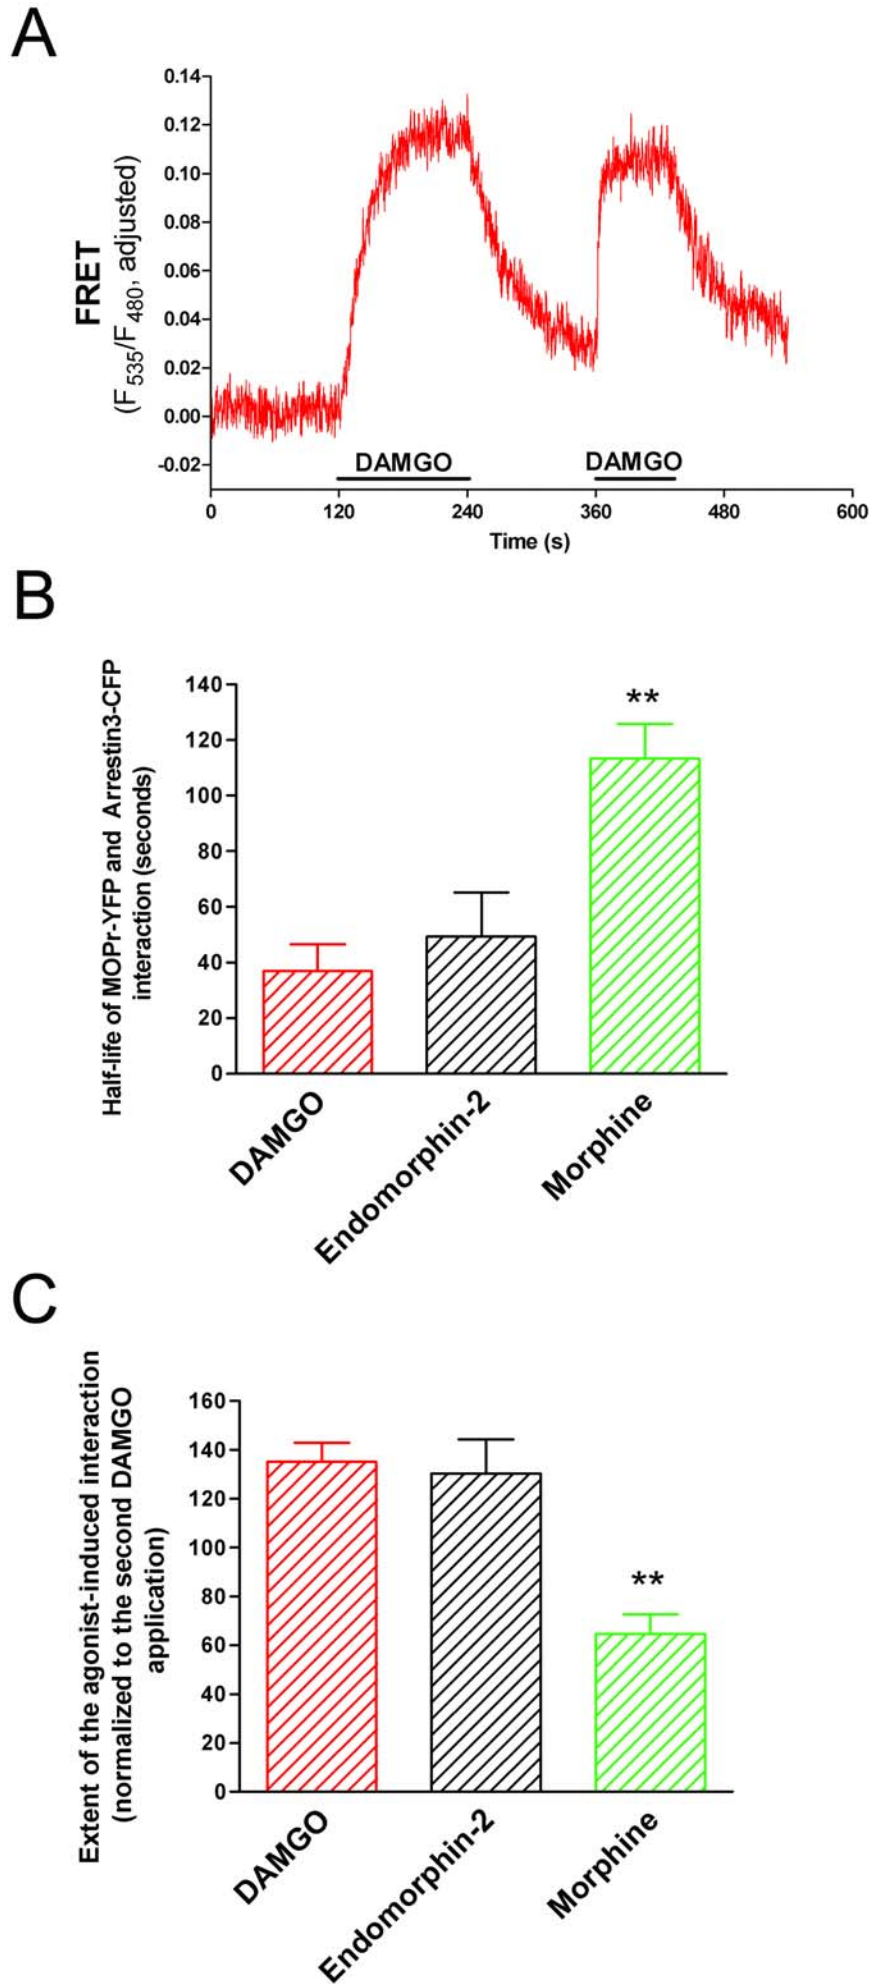 A
0.14
0.12
0.10
0.08
0.06
0.04
0.02
0.00
-0.02
FRET
(F535/F480, adjusted)
DAMGO
DAMGO
0
120
240
360
480
600
Time (s)
B
140
120
100
80
60
40
20
0
Half-life of MOPr-YFP and Arrestin3-CFP
interaction (seconds)
**
DAMGO
Endomorphin-2
Morphine
C
160
140
120
100
80
60
40
20
0
Extent of the agonist-induced interaction
(normalized to the second DAMGO
application)
**
DAMGO
Endomorphin-2
Morphine